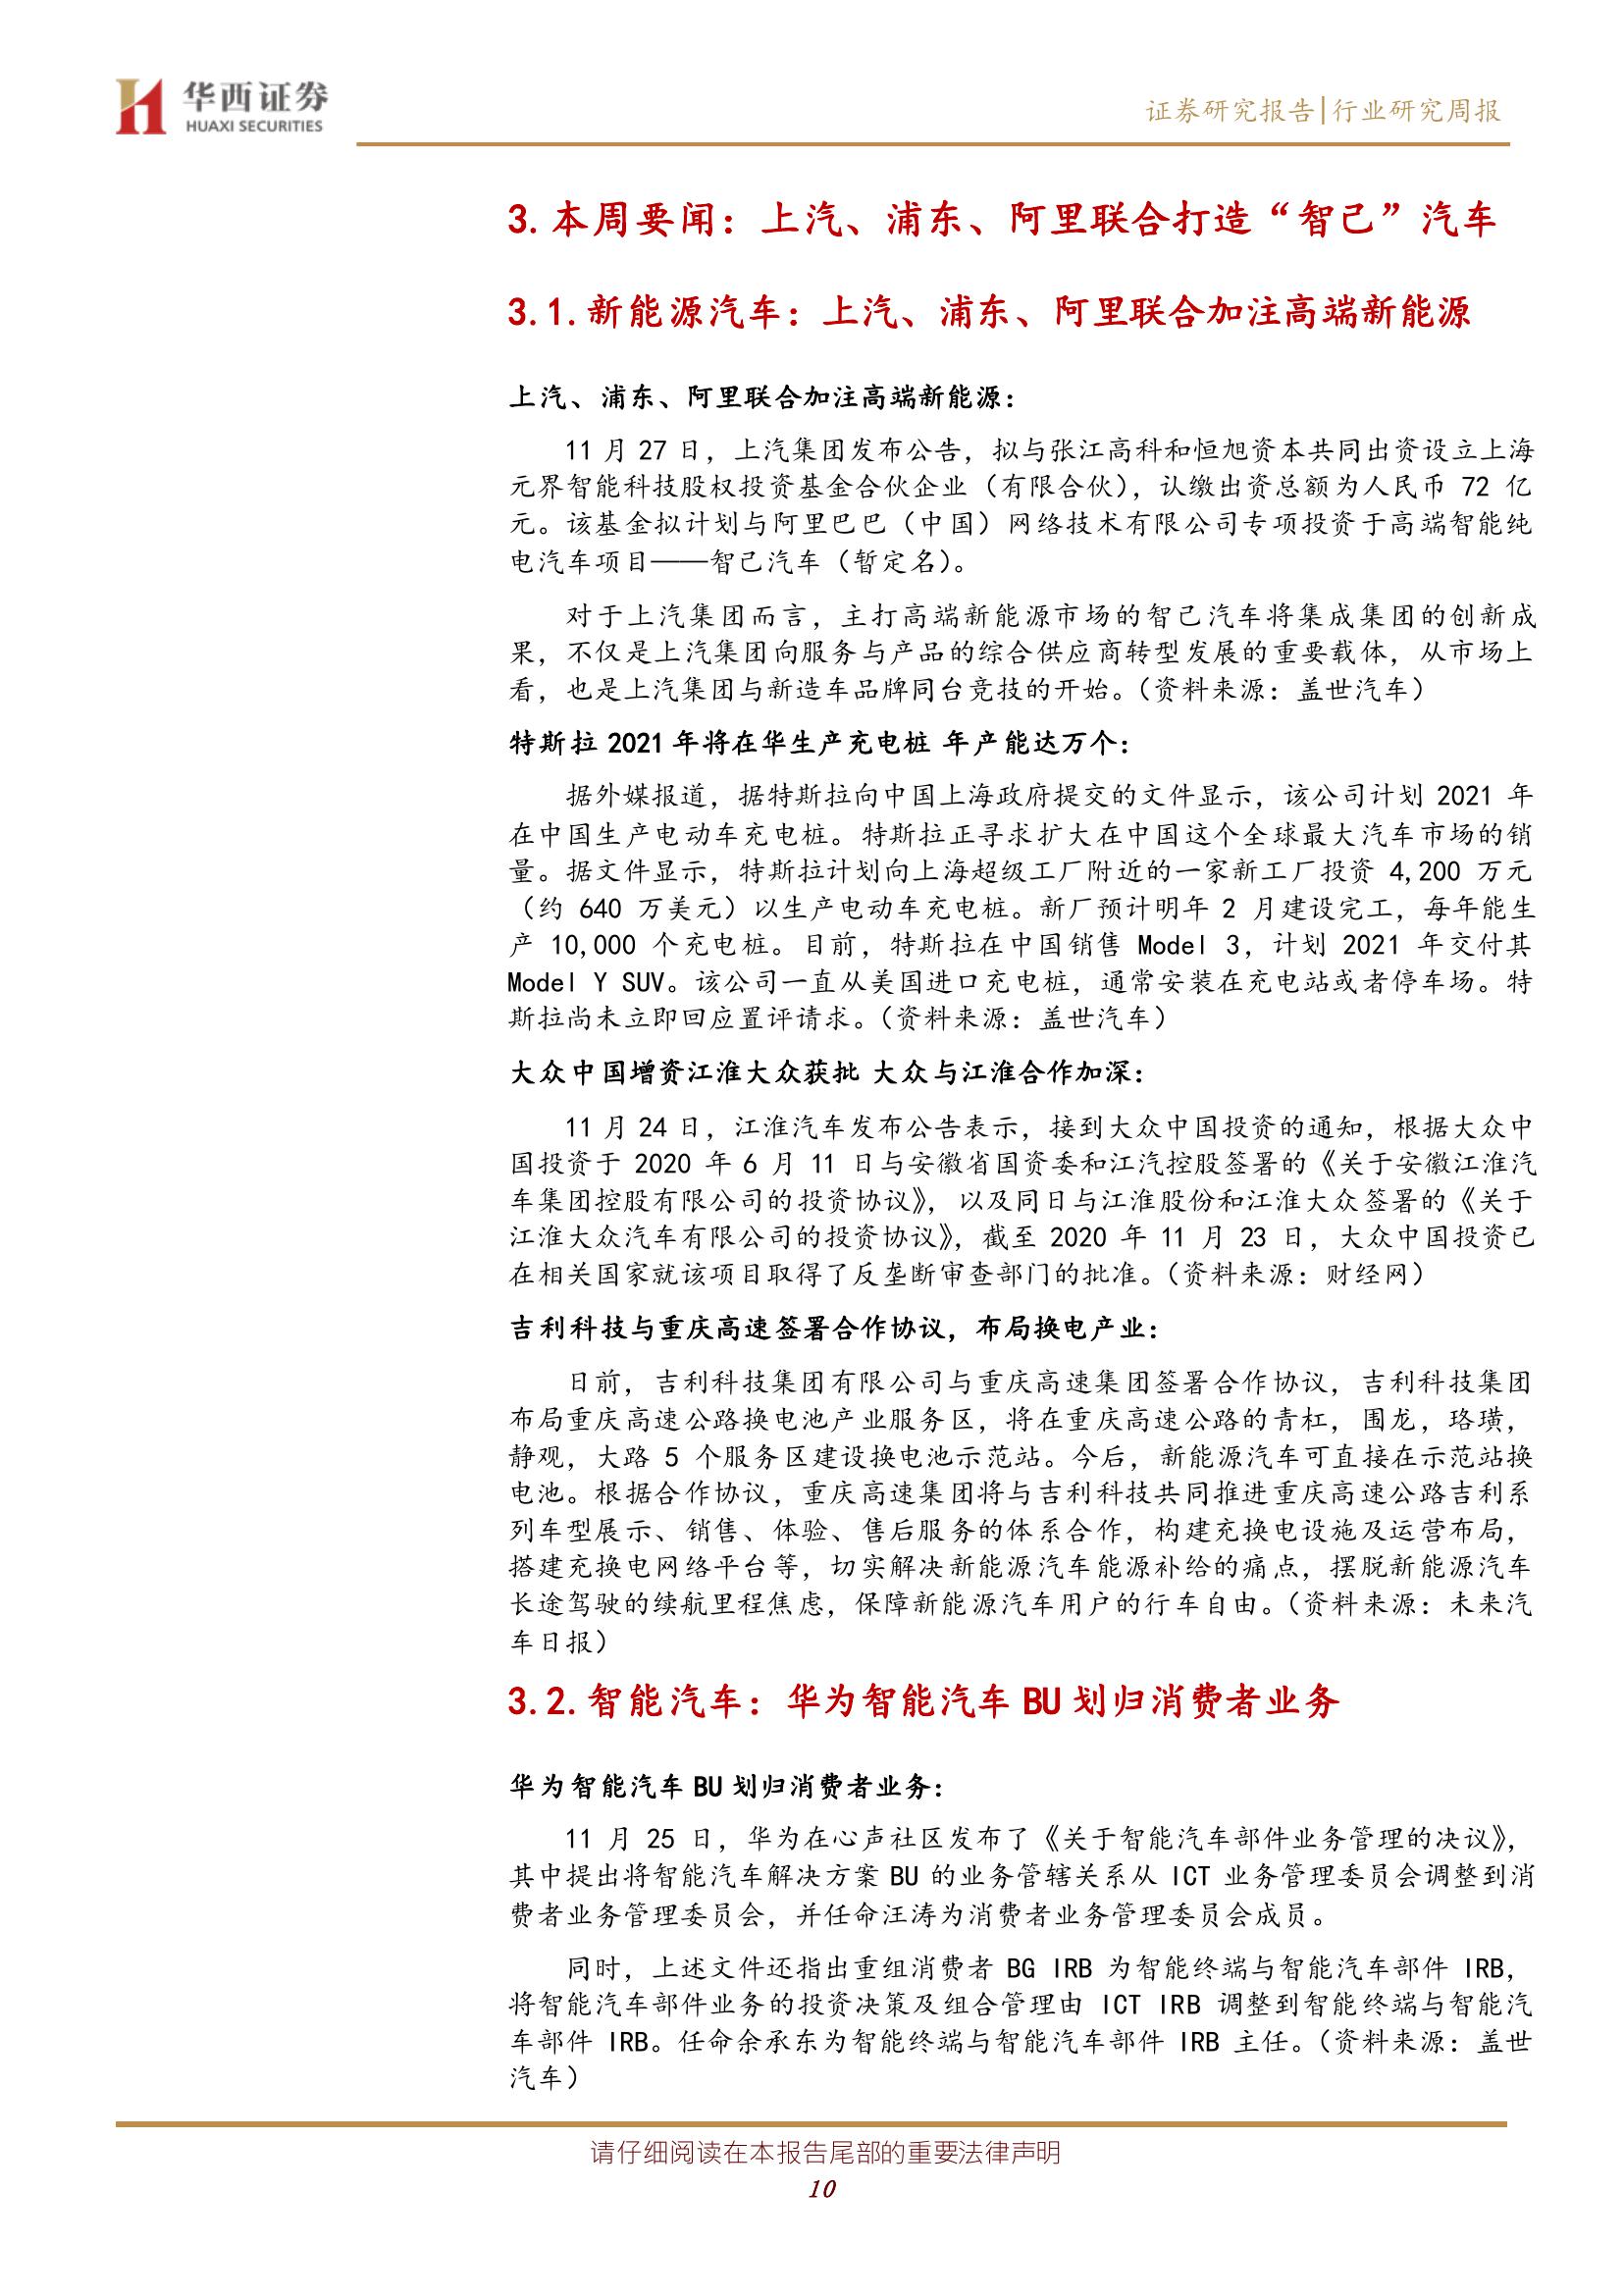 华西证券
HUAXI SECURITIES
证券研究报告|行业研究周报
3.本周要闻：上汽、浦东、阿里联合打造“智己”汽车
3.1.新能源汽车：上汽、浦东、阿里联合加注高端新能源
上汽、浦东、阿里联合加注高端新能源：
11 月 27 日，上汽集团发布公告，拟与张江高科和恒旭资本共同出资设立上海
元界智能科技股权投资基金合伙企业（有限合伙），认缴出资总额为人民币 72 亿
元。该基金拟计划与阿里巴巴（中国）网络技术有限公司专项投资于高端智能纯
电汽车项目——智己汽车（暂定名）。
对于上汽集团而言，主打高端新能源市场的智己汽车将集成集团的创新成
果，不仅是上汽集团向服务与产品的综合供应商转型发展的重要载体，从市场上
看，也是上汽集团与新造车品牌同台竞技的开始。（资料来源：盖世汽车）
特斯拉 2021 年将在华生产充电桩 年产能达万个：
据外媒报道，据特斯拉向中国上海政府提交的文件显示，该公司计划 2021 年
在中国生产电动车充电桩。特斯拉正寻求扩大在中国这个全球最大汽车市场的销
量。据文件显示，特斯拉计划向上海超级工厂附近的一家新工厂投资 4,200 万元
（约 640 万美元）以生产电动车充电桩。新厂预计明年 2 月建设完工，每年能生
产 10,000 个充电桩。目前，特斯拉在中国销售 Model 3，计划 2021 年交付其
Model Y SUV。该公司一直从美国进口充电桩，通常安装在充电站或者停车场。特
斯拉尚未立即回应置评请求。（资料来源：盖世汽车）
大众中国增资江淮大众获批 大众与江淮合作加深：
11 月 24 日，江淮汽车发布公告表示，接到大众中国投资的通知，根据大众中
国投资于 2020 年 6 月 11 日与安徽省国资委和江汽控股签署的《关于安徽江淮汽
车集团控股有限公司的投资协议》，以及同日与江淮股份和江淮大众签署的《关于
江淮大众汽车有限公司的投资协议》，截至 2020 年 11 月 23 日，大众中国投资已
在相关国家就该项目取得了反垄断审查部门的批准。（资料来源：财经网）
吉利科技与重庆高速签署合作协议，布局换电产业：
日前，吉利科技集团有限公司与重庆高速集团签署合作协议，吉利科技集团
布局重庆高速公路换电池产业服务区，将在重庆高速公路的青杠，围龙，珞璜，
静观，大路 5 个服务区建设换电池示范站。今后，新能源汽车可直接在示范站换
电池。根据合作协议，重庆高速集团将与吉利科技共同推进重庆高速公路吉利系
列车型展示、销售、体验、售后服务的体系合作，构建充换电设施及运营布局，
搭建充换电网络平台等，切实解决新能源汽车能源补给的痛点，摆脱新能源汽车
长途驾驶的续航里程焦虑，保障新能源汽车用户的行车自由。（资料来源：未来汽
车日报）
3.2.智能汽车：华为智能汽车 BU 划归消费者业务
华为智能汽车 BU 划归消费者业务：
11 月 25 日，华为在心声社区发布了《关于智能汽车部件业务管理的决议》，
其中提出将智能汽车解决方案 BU 的业务管辖关系从 ICT 业务管理委员会调整到消
费者业务管理委员会，并任命汪涛为消费者业务管理委员会成员。
同时，上述文件还指出重组消费者 BG IRB 为智能终端与智能汽车部件 IRB，
将智能汽车部件业务的投资决策及组合管理由 ICT IRB 调整到智能终端与智能汽
车部件 IRB。任命余承东为智能终端与智能汽车部件 IRB 主任。（资料来源：盖世
汽车）
请仔细阅读在本报告尾部的重要法律声明
10